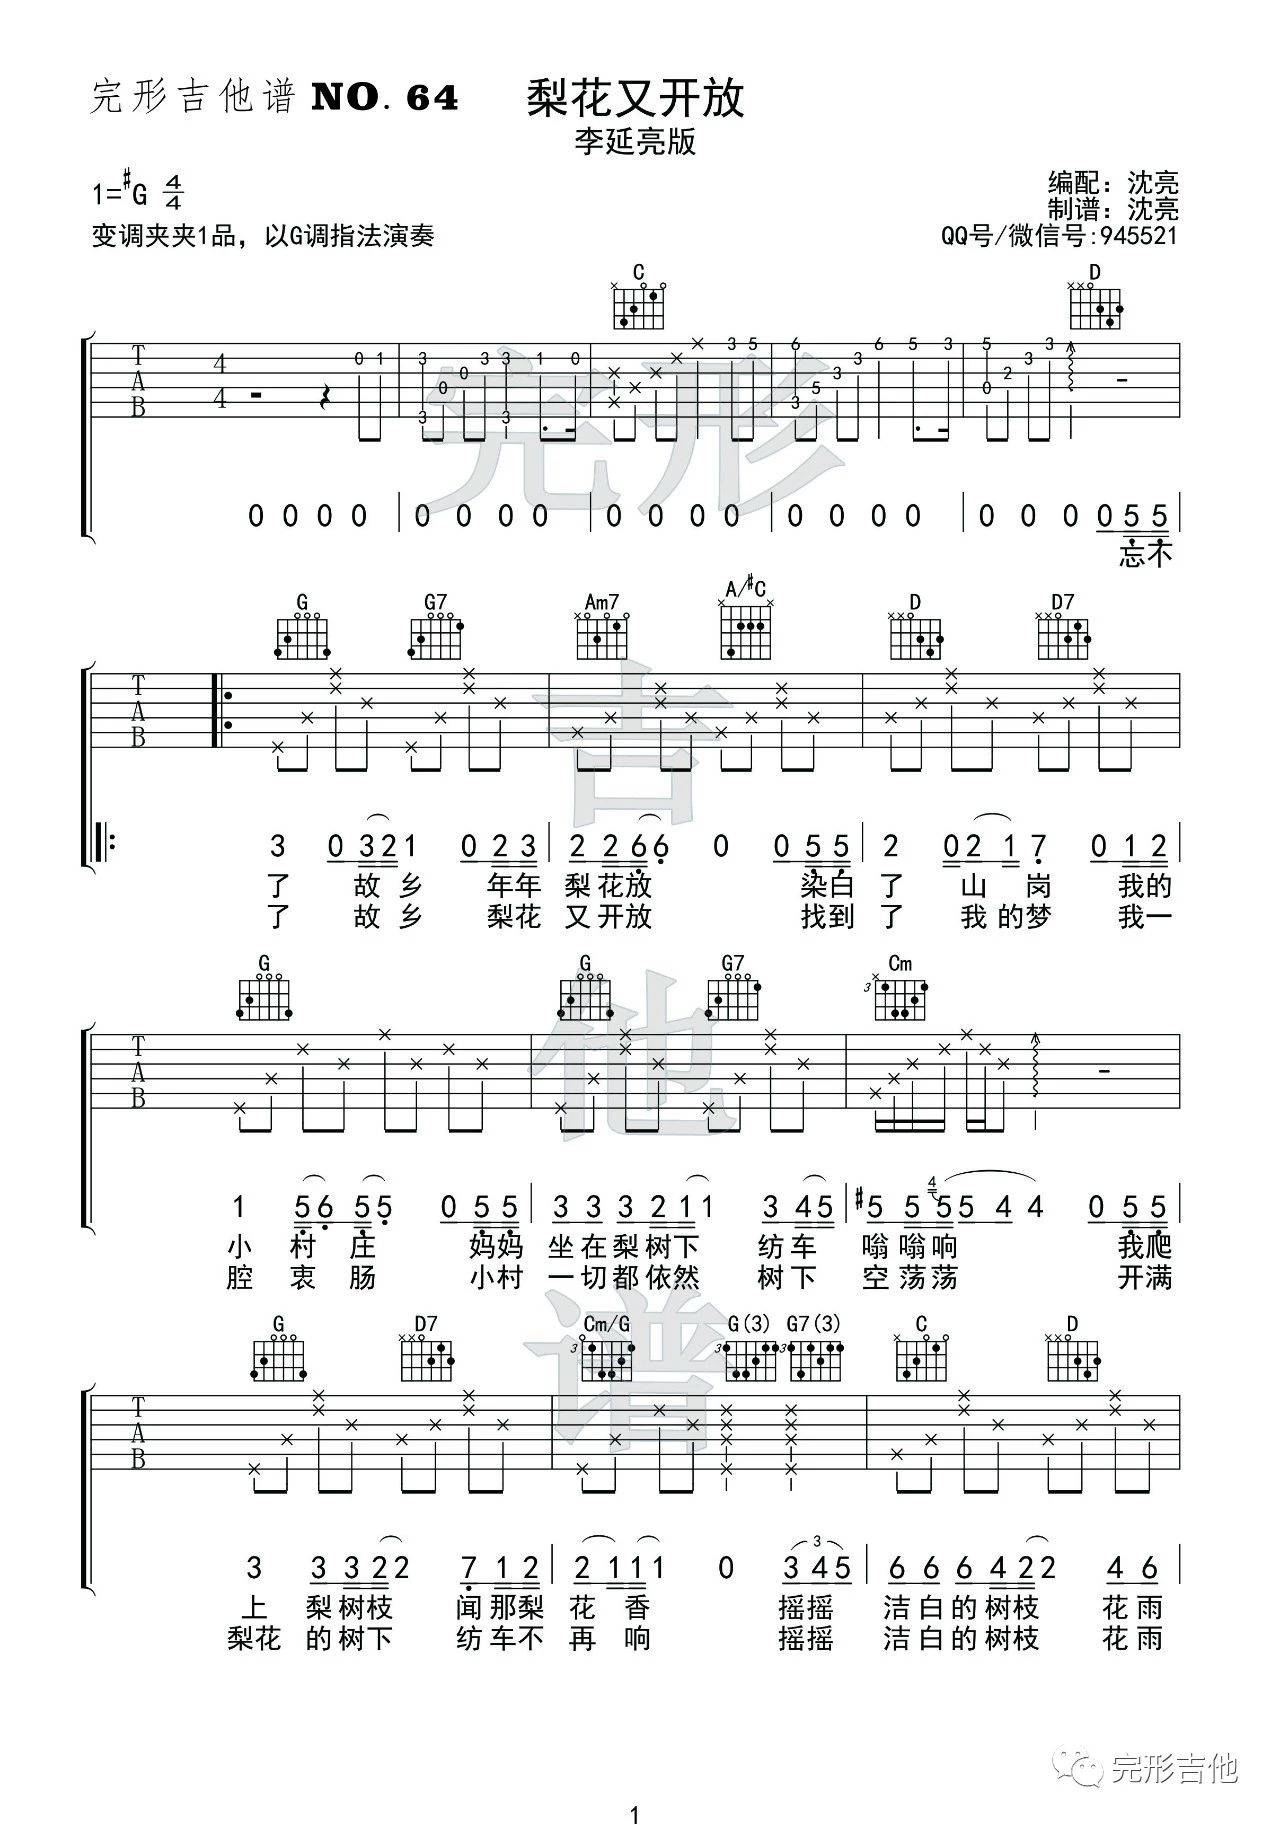 完形吉他谱 NO. 64 梨花又开放
李延亮版
1=#G 4/4
编配：沈亮
制谱：沈亮
变调夹夹1品，以G调指法演奏 QQ号/微信号:945521
C D
T A B 4 4 0 1 3 3 0 0 3 3 3 1 0 3 5 6 3 5 3 3 6 5 3 5 0 2 3 3
0 0 0 0 0 0 0 0 0 0 0 0 0 0 0 0 0 0 0 0 5 5
忘不
G G7 Am7 A/#C D D7
T A B
3 0 3 2 1 0 2 3 2 2 6 6 0 0 5 5 2 0 2 1 7 0 1 2
了 故 乡 年年 梨花放 染白 了 山 岗 我的
了 故 乡 梨花 又开放 找到 了 我的梦 我一
G G G7 Cm
3
T A B
1 5 6 5 5 0 5 5 3 3 3 2 1 1 3 4 5 #5 5 5 4 5 4 4 0 5 5
小 村 庄 妈妈 坐在梨树下 纺车 嗡嗡响 我爬
腔 衷 肠 小村 一切都依然 树下 空荡荡 开满
G D7 Cm/G G(3) G7(3) C D
3 3 3
T A B
3 3 3 2 2 7 1 2 2 1 1 1 0 3 3 4 5 6 6 6 4 2 2 4 6
上 梨树枝 闻那梨 花 香 摇摇 洁白的树枝 花雨
梨花 的树下 纺车不 再 响 摇摇 洁白的树枝 花雨
完形吉他谱
完形吉他
1